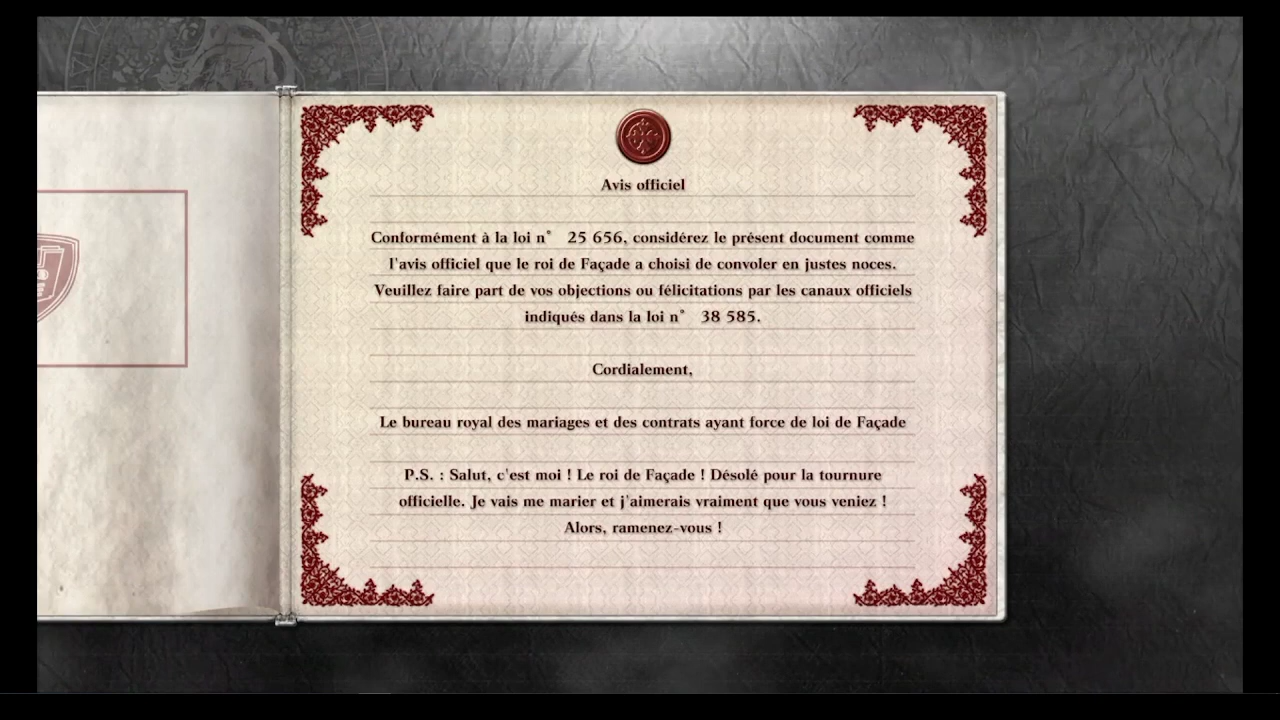 Avis officiel
Conformément à la loi n° 25 656, considérez le présent document comme
l'avis officiel que le roi de Façade a choisi de convoler en justes noces.
Veuillez faire part de vos objections ou félicitations par les canaux officiels
indiqués dans la loi n° 38 585.
Cordialement,
Le bureau royal des mariages et des contrats ayant force de loi de Façade
P.S. : Salut, c'est moi ! Le roi de Façade ! Désolé pour la tournure
officielle. Je vais me marier et j'aimerais vraiment que vous veniez !
Alors, ramenez-vous !